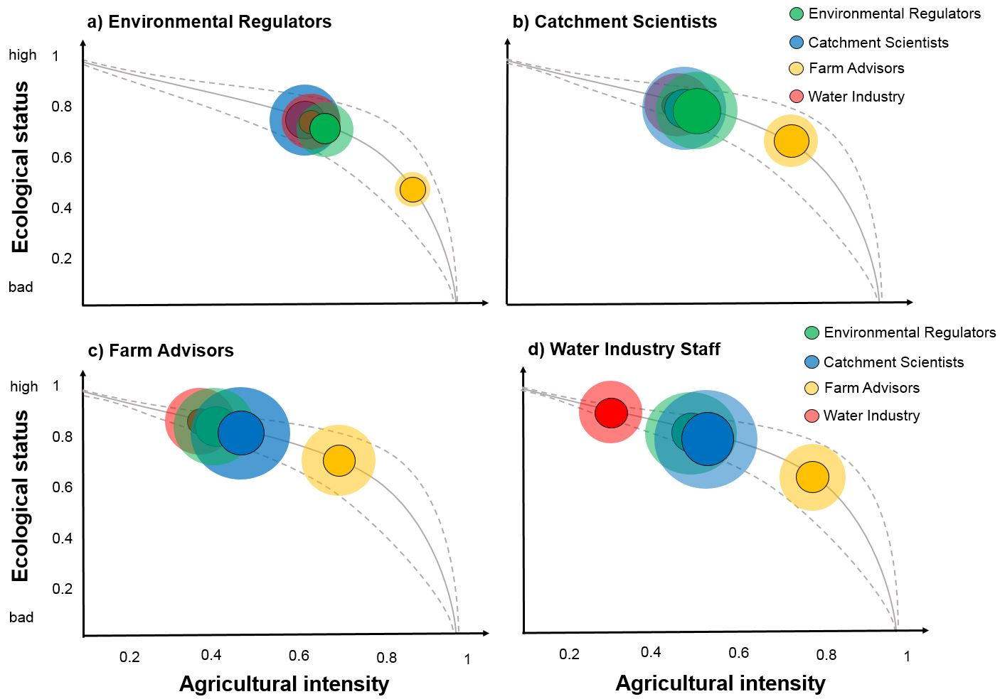 a) Environmental Regulators
b) Catchment Scientists
Environmental Regulators
Catchment Scientists
Farm Advisors
Water Industry
high 1
0.8
0.6
0.4
0.2
bad
Ecological status
c) Farm Advisors
d) Water Industry Staff
Environmental Regulators
Catchment Scientists
Farm Advisors
Water Industry
high 1
0.8
0.6
0.4
0.2
bad
Ecological status
0.2 0.4 0.6 0.8 1
Agricultural intensity
0.2 0.4 0.6 0.8 1
Agricultural intensity